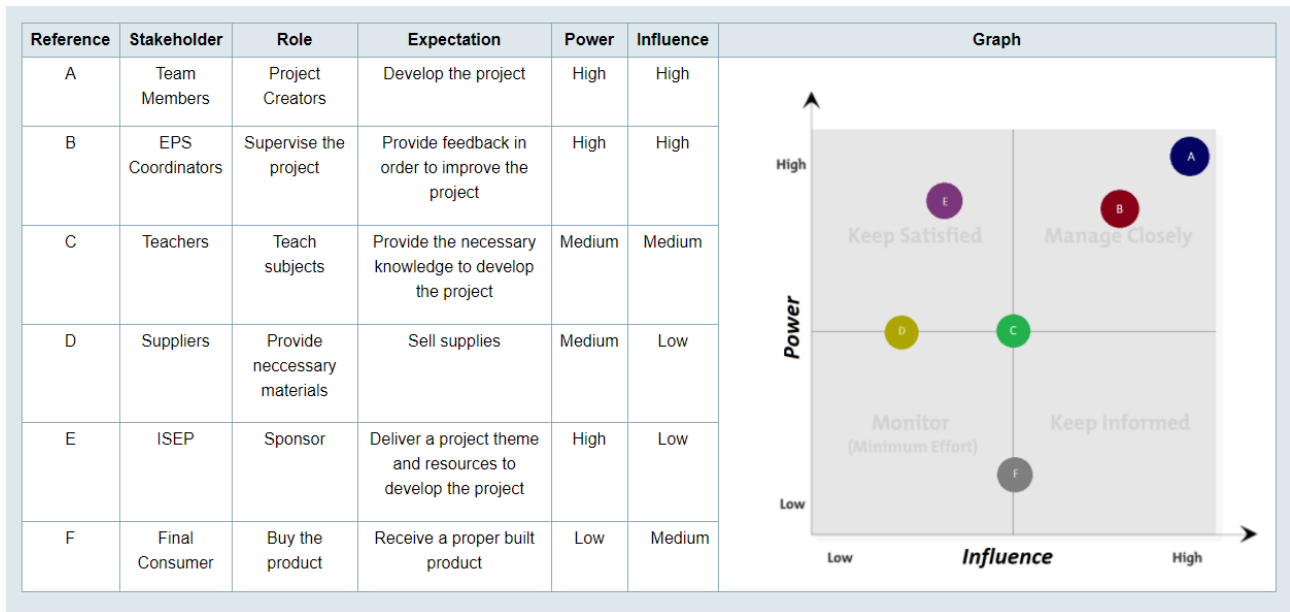 Reference Stakeholder Role Expectation Power Influence Graph
A Team Members Project Creators Develop the project High High
B EPS Coordinators Supervise the project Provide feedback in order to improve the project High High
C Teachers Teach subjects Provide the necessary knowledge to develop the project Medium Medium
D Suppliers Provide neccessary materials Sell supplies Medium Low
E ISEP Sponsor Deliver a project theme and resources to develop the project High Low
F Final Consumer Buy the product Receive a proper built product Low Medium
High
A
E
B
Keep Satisfied
Manage Closely
Power
D
C
Monitor
(Minimum Effort)
Keep Informed
F
Low
Low
Influence
High